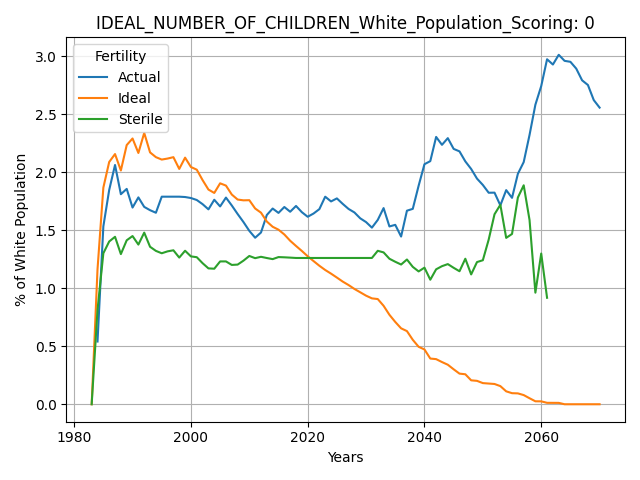 IDEAL_NUMBER_OF_CHILDREN_White_Population_Scoring: 0
Fertility
Actual
Ideal
Sterile
3.0
2.5
2.0
1.5
1.0
0.5
0.0
% of White Population
1980
2000
2020
2040
2060
Years